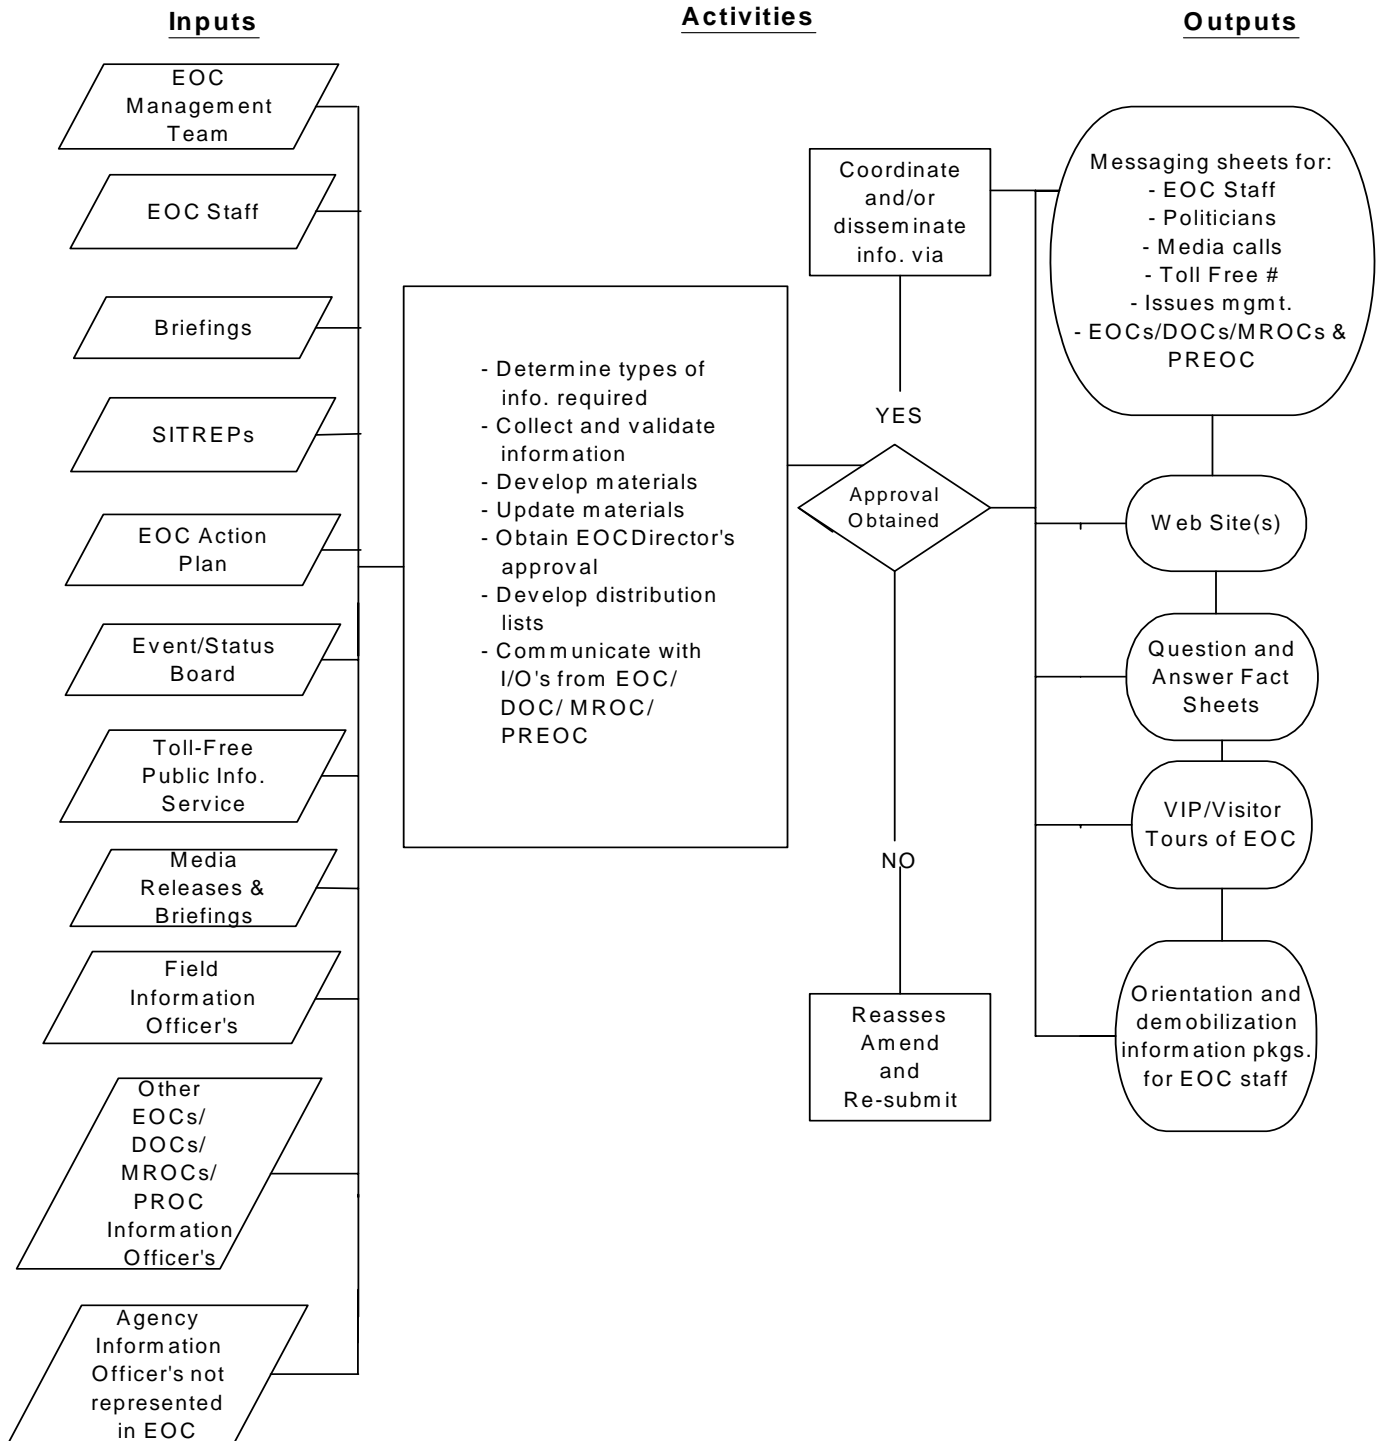 Inputs
Activities
Outputs
EOC
Management
Team
EOC Staff
Briefings
SITREPs
EOC Action
Plan
Event/Status
Board
Toll-Free
Public Info.
Service
Media
Releases &
Briefings
Field
Information
Officer's
Other
EOCs/
DOCs/
MROCs/
PROC
Information
Officer's
Agency
Information
Officer's not
represented
in EOC
- Determine types of
info. required
- Collect and validate
information
- Develop materials
- Update materials
- Obtain EOCDirector's
approval
- Develop distribution
lists
- Communicate with
I/O's from EOC/
DOC/ MROC/
PREOC
Coordinate
and/or
disseminate
info. via
YES
Approval
Obtained
NO
Reasses
Amend
and
Re-submit
Messaging sheets for:
- EOC Staff
- Politicians
- Media calls
- Toll Free #
- Issues mgmt.
- EOCs/DOCs/MROCs &
PREOC
Web Site(s)
Question and
Answer Fact
Sheets
VIP/Visitor
Tours of EOC
Orientation and
demobilization
information pkgs.
for EOC staff